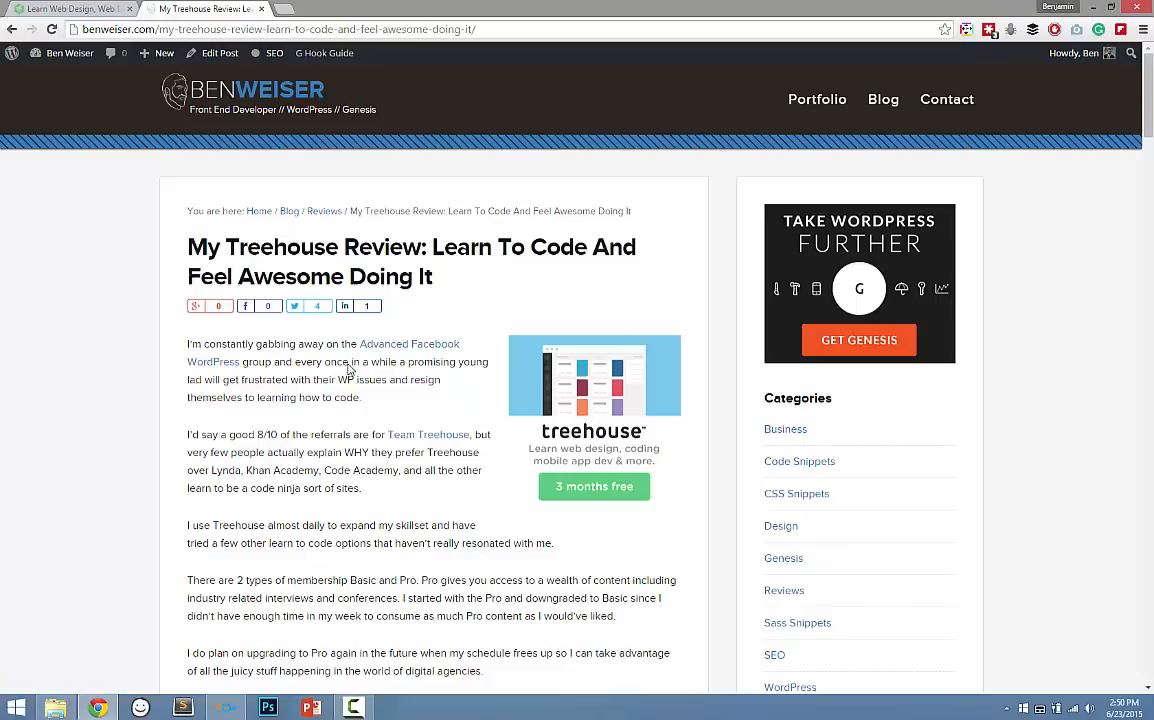 Learn Web Design, Web D
My Treehouse Review: Lea
Benjamin
benweiser.com/my-treehouse-review-learn-to-code-and-feel-awesome-doing-it/
Ben Weiser
0
New
Edit Post
SEO
G Hook Guide
Howdy, Ben
BENWEISER
Front End Developer // WordPress // Genesis
Portfolio
Blog
Contact
You are here: Home / Blog / Reviews / My Treehouse Review: Learn To Code And Feel Awesome Doing It
My Treehouse Review: Learn To Code And
Feel Awesome Doing It
0
0
4
1
I'm constantly gabbing away on the Advanced Facebook
WordPress group and every once in a while a promising young
lad will get frustrated with their WP issues and resign
themselves to learning how to code.
I'd say a good 8/10 of the referrals are for Team Treehouse, but
very few people actually explain WHY they prefer Treehouse
over Lynda, Khan Academy, Code Academy, and all the other
learn to be a code ninja sort of sites.
treehouse™
Learn web design, coding
mobile app dev & more.
3 months free
I use Treehouse almost daily to expand my skillset and have
tried a few other learn to code options that haven't really resonated with me.
There are 2 types of membership Basic and Pro. Pro gives you access to a wealth of content including
industry related interviews and conferences. I started with the Pro and downgraded to Basic since I
didn't have enough time in my week to consume as much Pro content as I would've liked.
I do plan on upgrading to Pro again in the future when my schedule frees up so I can take advantage
of all the juicy stuff happening in the world of digital agencies.
TAKE WORDPRESS
FURTHER
G
GET GENESIS
Categories
Business
Code Snippets
CSS Snippets
Design
Genesis
Reviews
Sass Snippets
SEO
WordPress
2:50 PM
6/23/2015